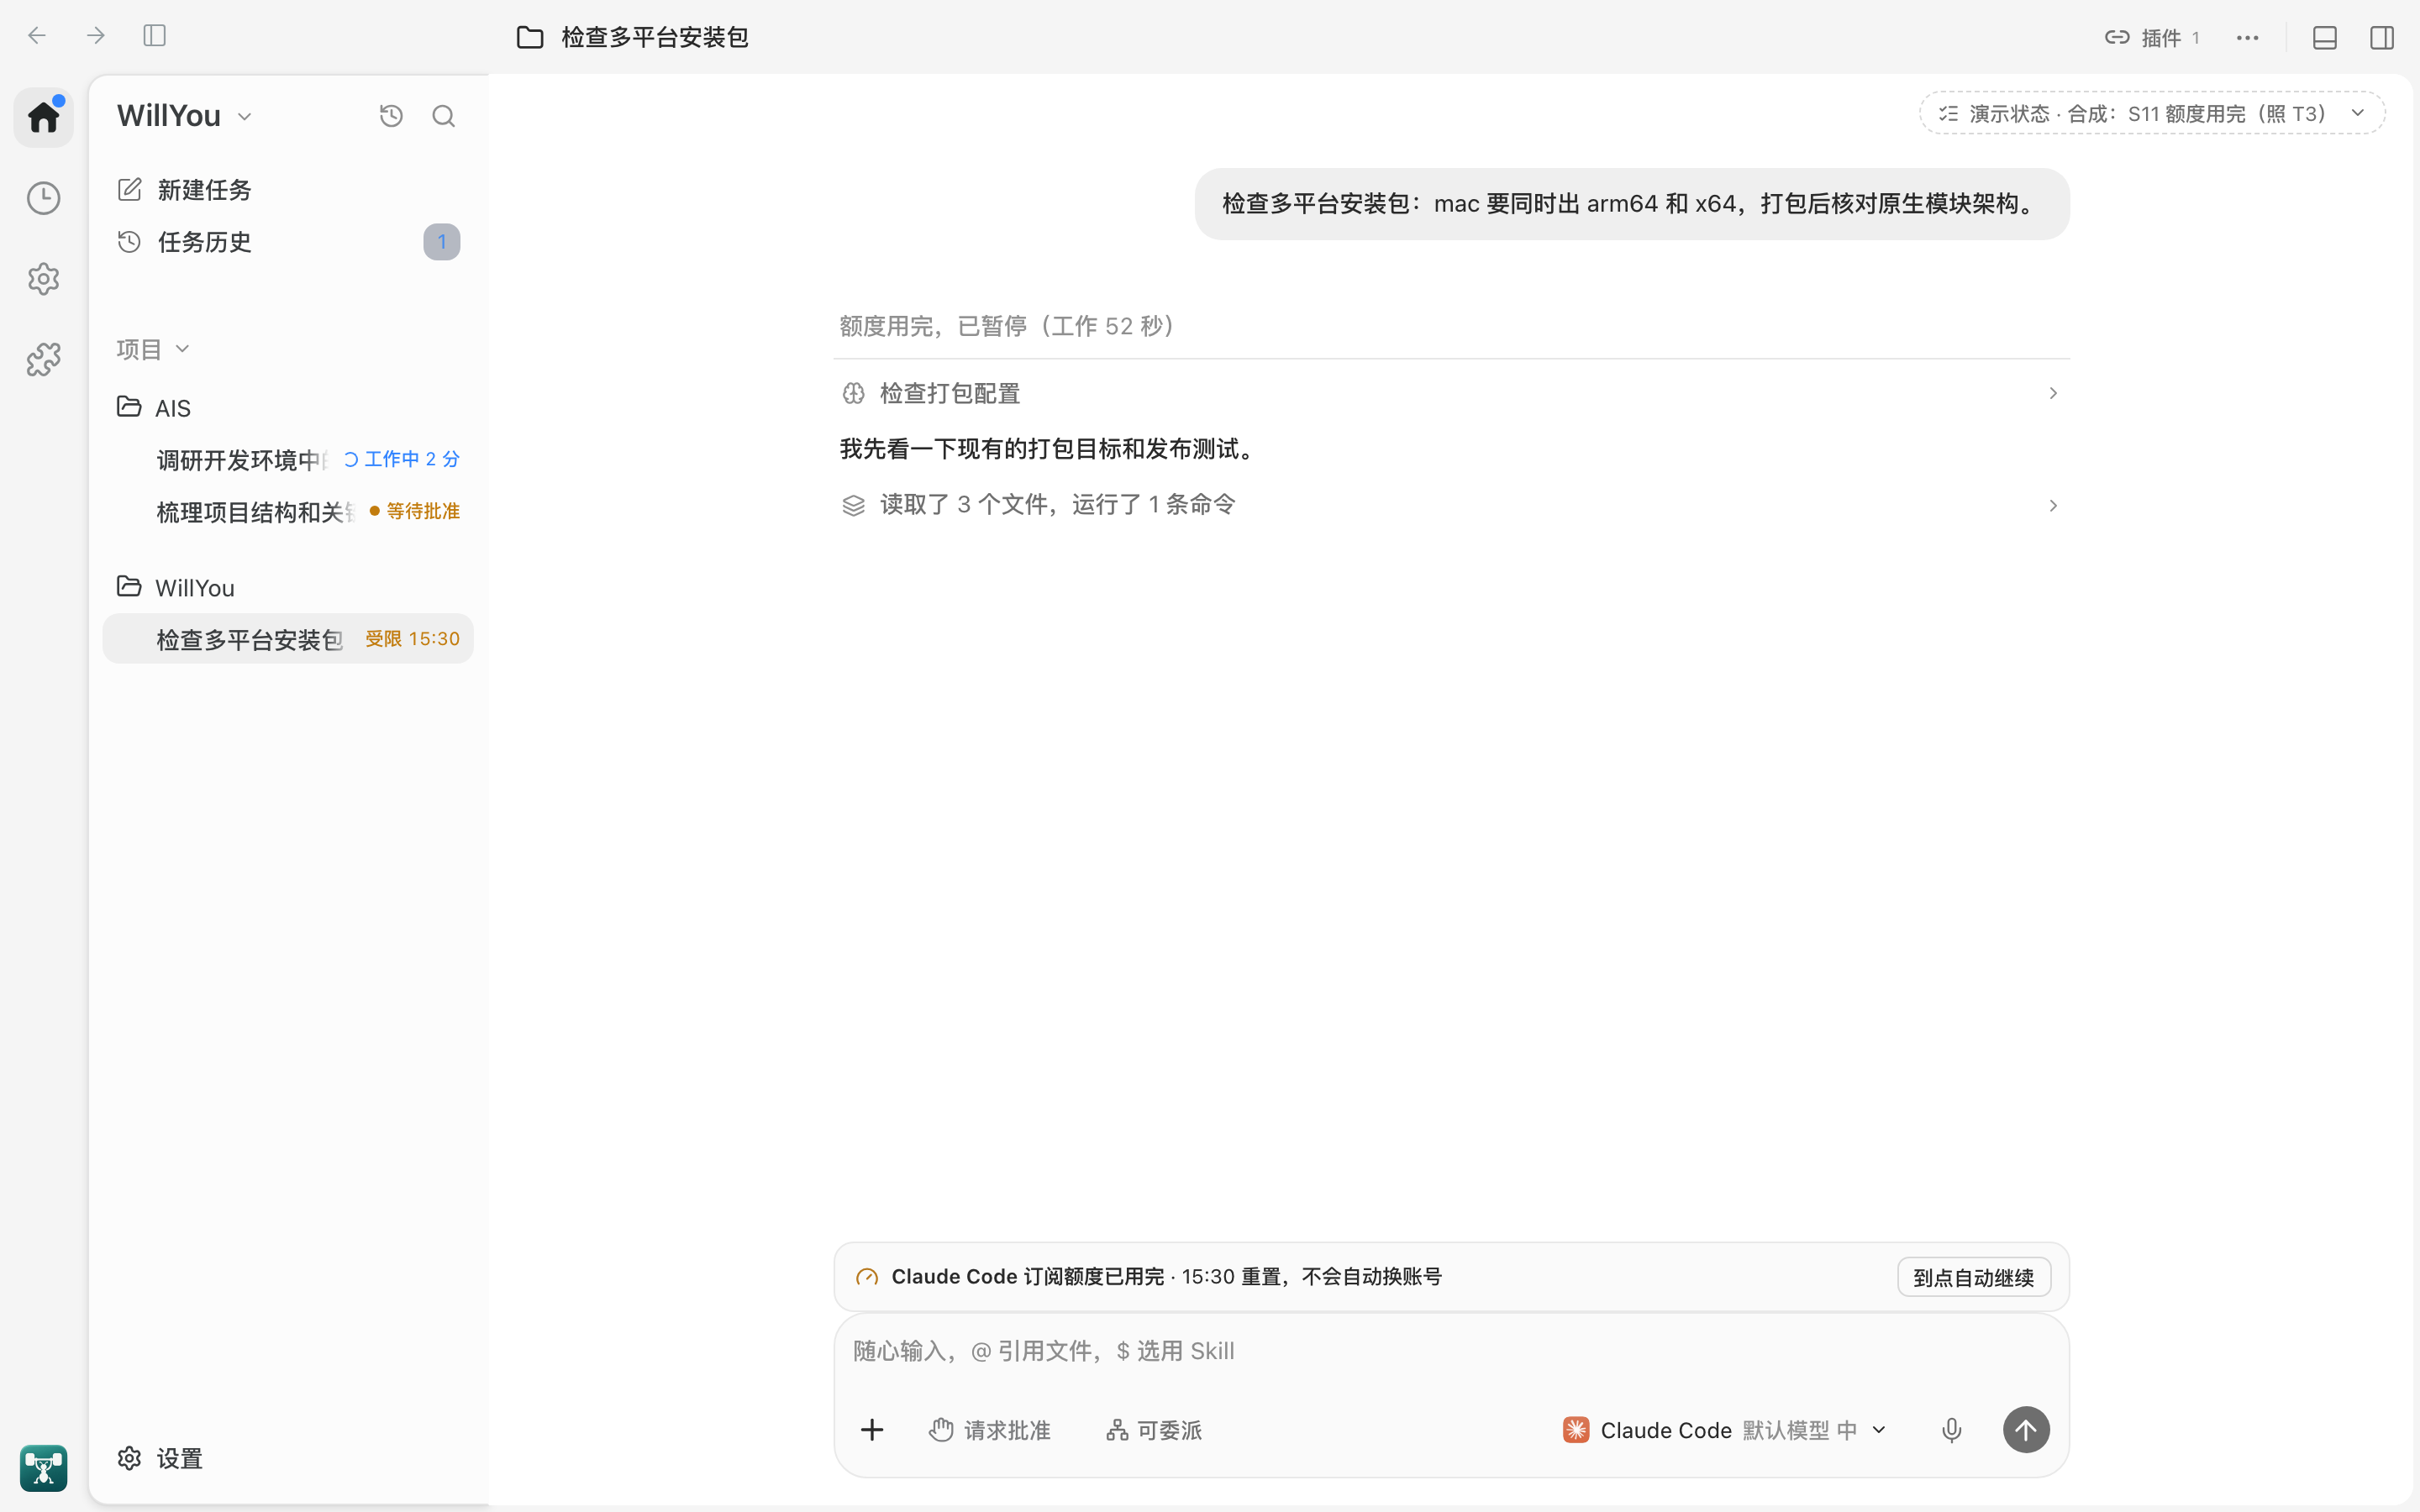 检查多平台安装包
插件 1
WillYou
演示状态 · 合成：S11 额度用完（照 T3）
新建任务
检查多平台安装包：mac 要同时出 arm64 和 x64，打包后核对原生模块架构。
任务历史
1
额度用完，已暂停（工作 52 秒）
项目
检查打包配置
AIS
我先看一下现有的打包目标和发布测试。
调研开发环境中
工作中 2 分
读取了 3 个文件，运行了 1 条命令
梳理项目结构和关
等待批准
WillYou
检查多平台安装包
受限 15:30
Claude Code 订阅额度已用完 · 15:30 重置，不会自动换账号
到点自动继续
随心输入，@ 引用文件，$ 选用 Skill
请求批准
可委派
Claude Code 默认模型 中
设置